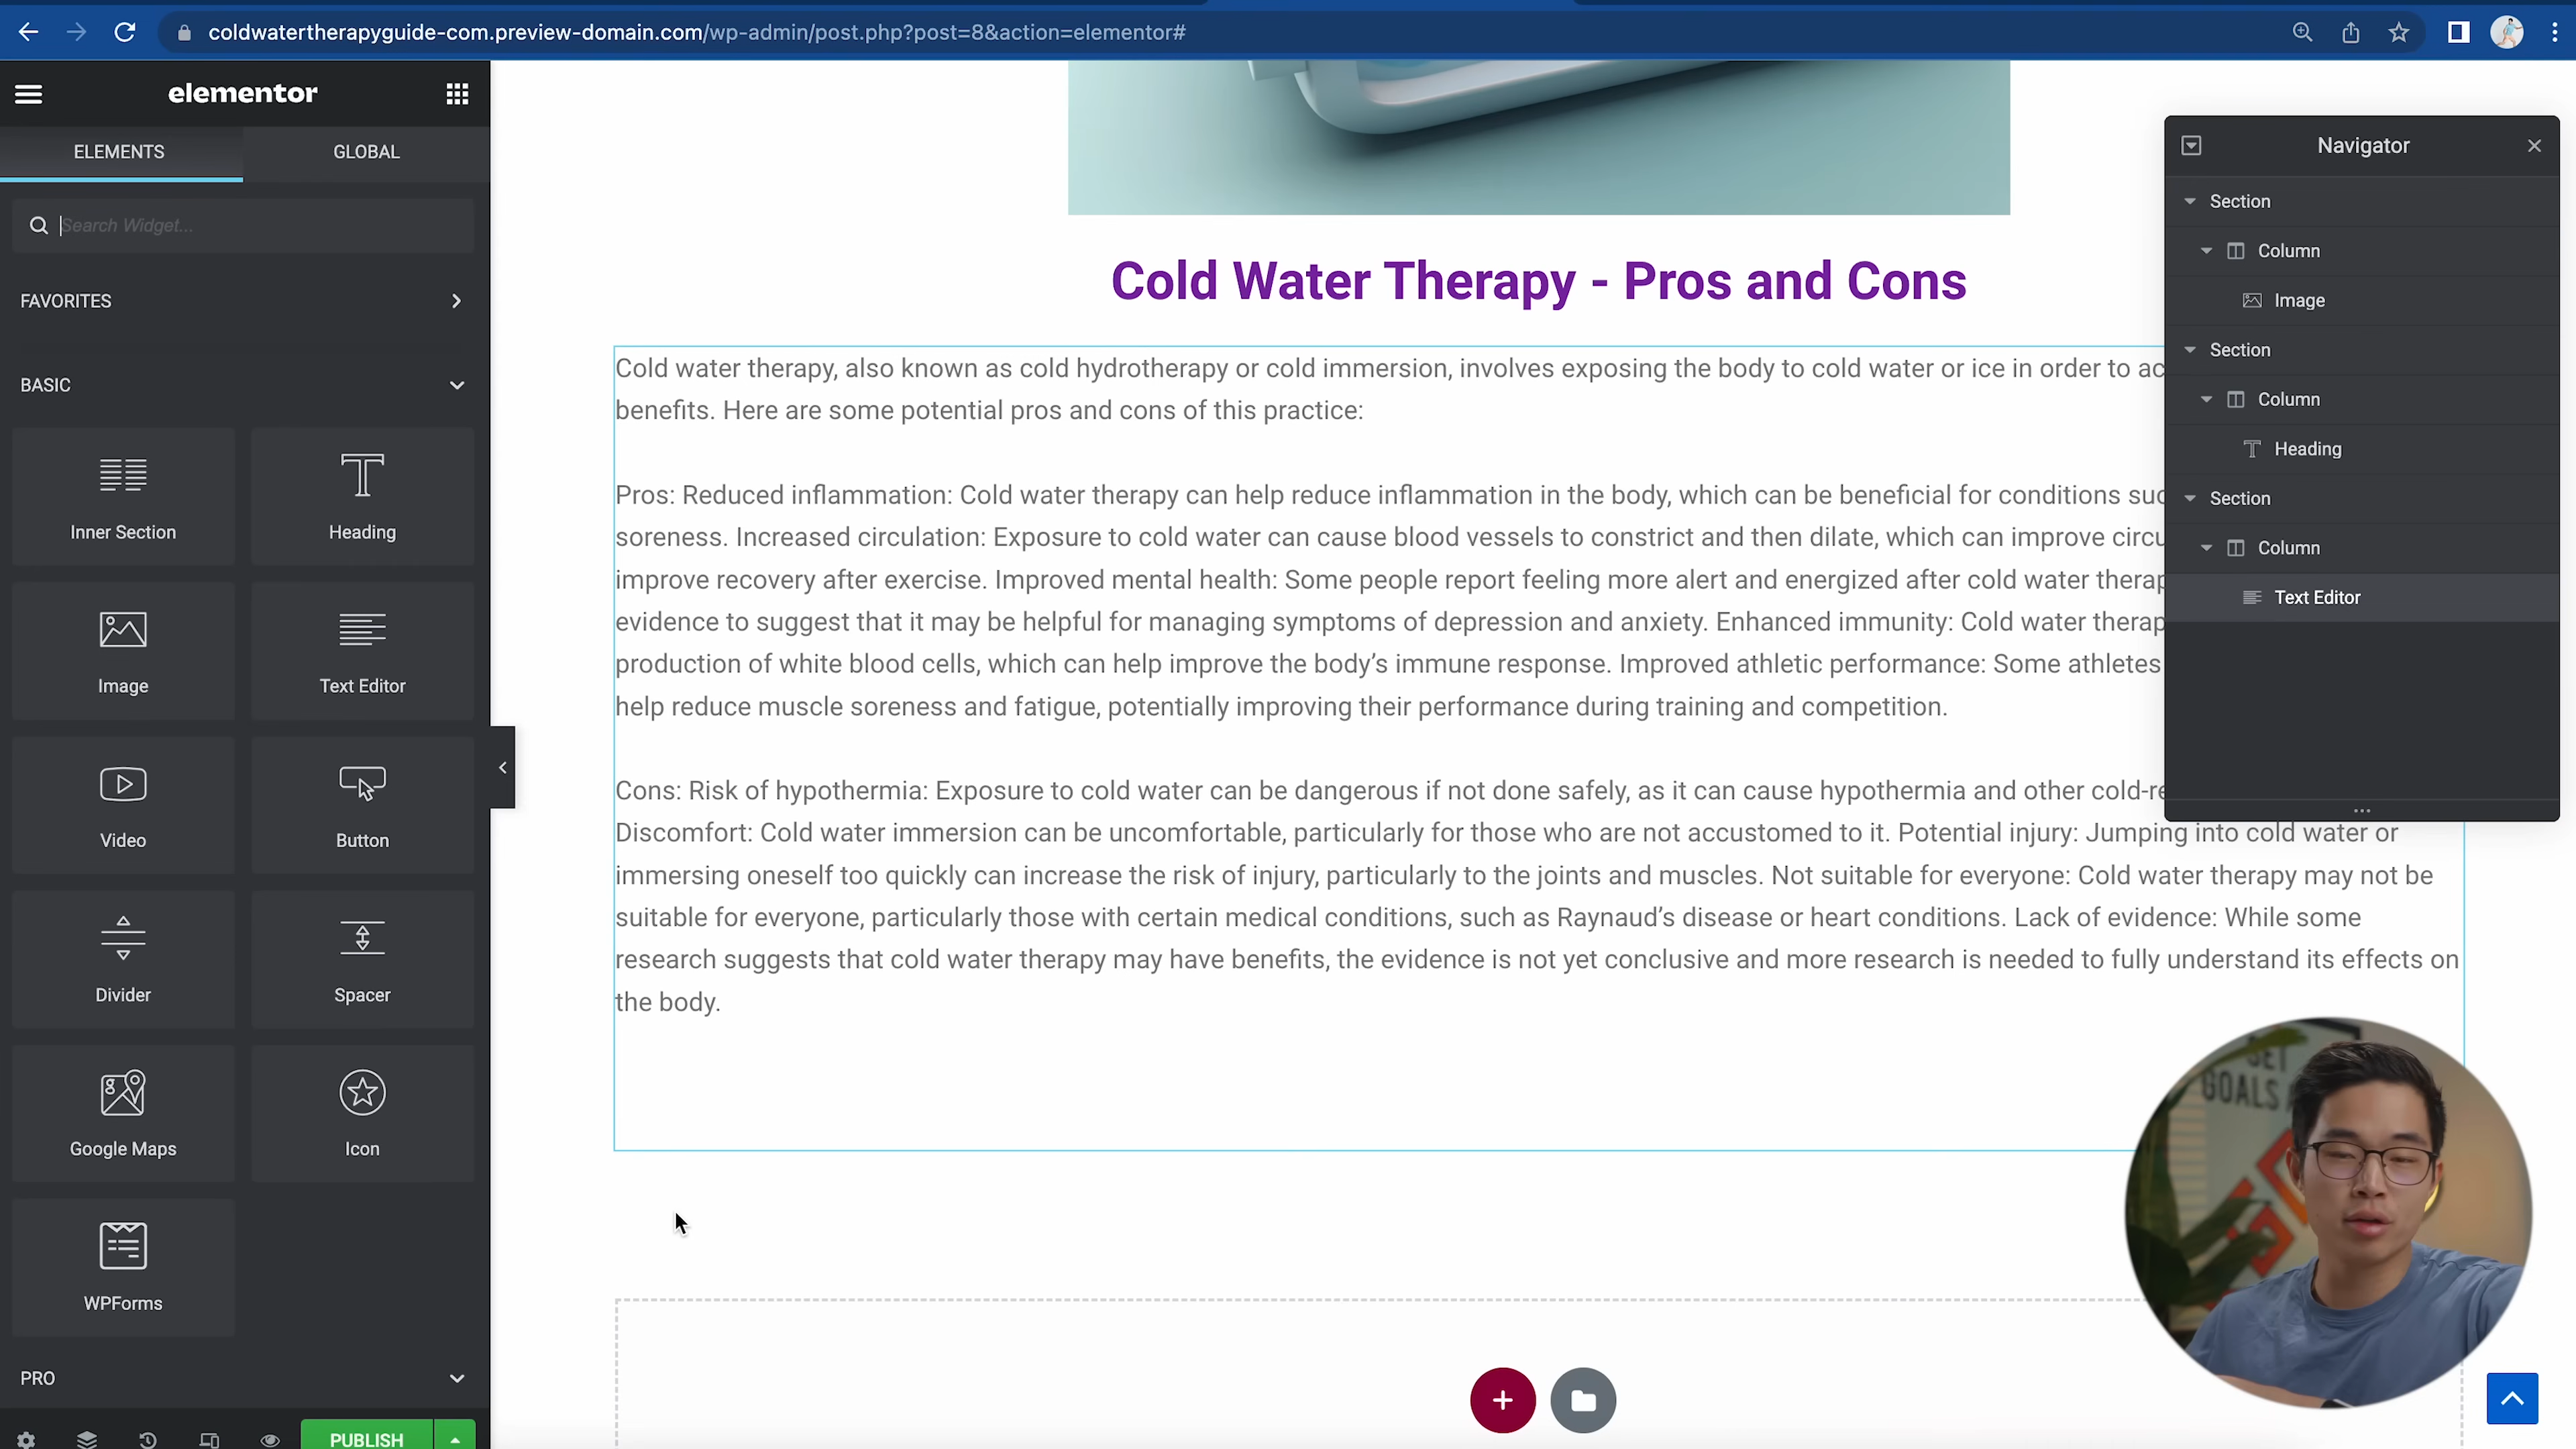 coldwatertherapyguide-com.preview-domain.com/wp-admin/post.php?post=8&action=elementor#
elementor
ELEMENTS
GLOBAL
Search Widget...
FAVORITES
BASIC
Inner Section
Heading
Image
Text Editor
Video
Button
Divider
Spacer
Google Maps
Icon
WPForms
PRO
PUBLISH
Cold Water Therapy - Pros and Cons
Cold water therapy, also known as cold hydrotherapy or cold immersion, involves exposing the body to cold water or ice in order to
benefits. Here are some potential pros and cons of this practice:
Pros: Reduced inflammation: Cold water therapy can help reduce inflammation in the body, which can be beneficial for conditions
soreness. Increased circulation: Exposure to cold water can cause blood vessels to constrict and then dilate, which can improve
improve recovery after exercise. Improved mental health: Some people report feeling more alert and energized after cold water
evidence to suggest that it may be helpful for managing symptoms of depression and anxiety. Enhanced immunity: Cold water
production of white blood cells, which can help improve the body’s immune response. Improved athletic performance: Some athletes
help reduce muscle soreness and fatigue, potentially improving their performance during training and competition.
Cons: Risk of hypothermia: Exposure to cold water can be dangerous if not done safely, as it can cause hypothermia and other
Discomfort: Cold water immersion can be uncomfortable, particularly for those who are not accustomed to it. Potential injury: Jumping into cold water or
immersing oneself too quickly can increase the risk of injury, particularly to the joints and muscles. Not suitable for everyone: Cold water therapy may not be
suitable for everyone, particularly those with certain medical conditions, such as Raynaud’s disease or heart conditions. Lack of evidence: While some
research suggests that cold water therapy may have benefits, the evidence is not yet conclusive and more research is needed to fully understand its effects on
the body.
Navigator
Section
Column
Image
Section
Column
Heading
Section
Column
Text Editor
GOALS